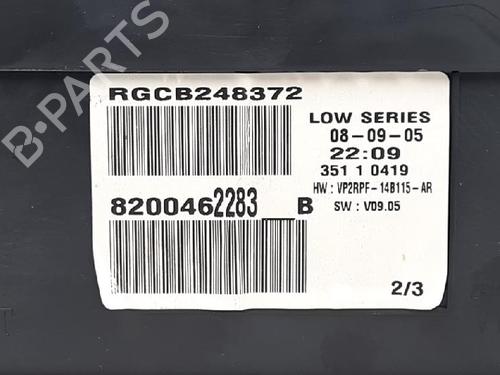 RGCB248372
LOW SERIES
08-09-05
22:09
351 1 0419
HW : VP2RPF-14B115-AR
SW : V09.05
8200462283__B
2/3
B-PARTS